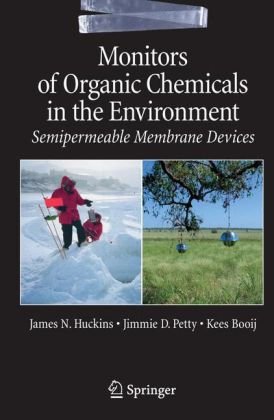 Monitors
of Organic Chemicals
in the Environment
Semipermeable Membrane Devices
James N. Huckins · Jimmie D. Petty · Kees Booij
Springer